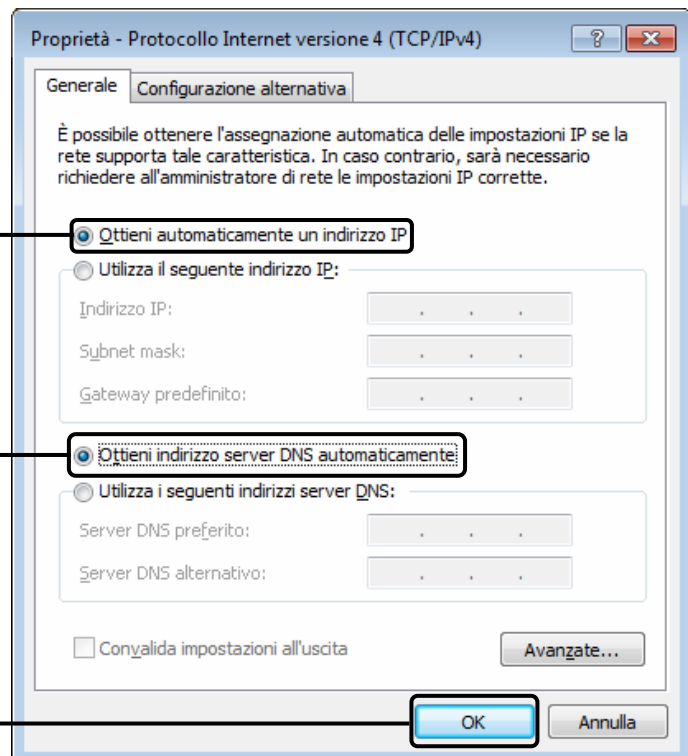 Proprietà - Protocollo Internet versione 4 (TCP/IPv4)
Generale
Configurazione alternativa
È possibile ottenere l'assegnazione automatica delle impostazioni IP se la
rete supporta tale caratteristica. In caso contrario, sarà necessario
richiedere all'amministratore di rete le impostazioni IP corrette.
Ottieni automaticamente un indirizzo IP
Utilizza il seguente indirizzo IP:
Indirizzo IP:
Subnet mask:
Gateway predefinito:
Ottieni indirizzo server DNS automaticamente
Utilizza i seguenti indirizzi server DNS:
Server DNS preferito:
Server DNS alternativo:
Convalida impostazioni all'uscita
Avanzate...
OK
Annulla